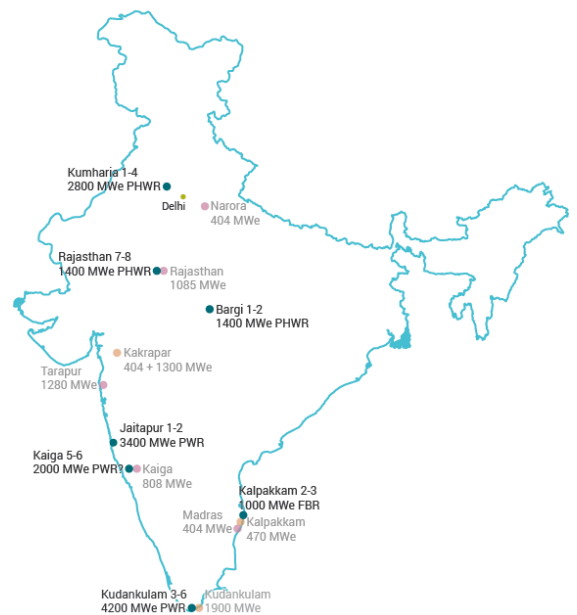 Kumharia 1-4
2800 MWe PHWR
Delhi
Narora
404 MWe
Rajasthan 7-8
1400 MWe PHWR
Rajasthan
1085 MWe
Bargi 1-2
1400 MWe PHWR
Kakrapar
404 + 1300 MWe
Tarapur
1280 MWe
Jaitapur 1-2
3400 MWe PWR
Kaiga 5-6
2000 MWe PWR?
Kaiga
808 MWe
Kalpakkam 2-3
1000 MWe FBR
Madras
404 MWe
Kalpakkam
470 MWe
Kudankulam 3-6
4200 MWe PWR
Kudankulam
1900 MWe